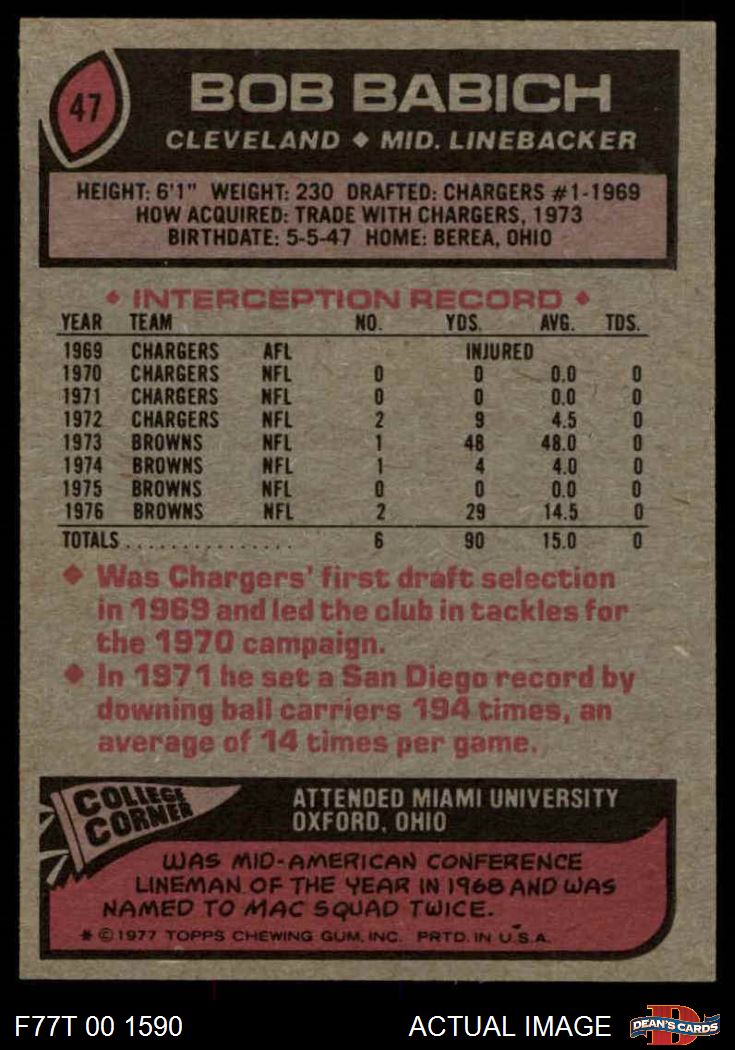 47
BOB BABICH
CLEVELAND ◆ MID. LINEBACKER
HEIGHT: 6'1" WEIGHT: 230 DRAFTED: CHARGERS #1-1969
HOW ACQUIRED: TRADE WITH CHARGERS, 1973
BIRTHDATE: 5-5-47 HOME: BEREA, OHIO
◆ INTERCEPTION RECORD ◆
YEAR TEAM NO. YDS. AVG. TDS.
1969 CHARGERS AFL INJURED
1970 CHARGERS NFL 0 0 0.0 0
1971 CHARGERS NFL 0 0 0.0 0
1972 CHARGERS NFL 2 9 4.5 0
1973 BROWNS NFL 1 48 48.0 0
1974 BROWNS NFL 1 4 4.0 0
1975 BROWNS NFL 0 0 0.0 0
1976 BROWNS NFL 2 29 14.5 0
TOTALS................ 6 90 15.0 0
◆ Was Chargers' first draft selection
in 1969 and led the club in tackles for
the 1970 campaign.
◆ In 1971 he set a San Diego record by
downing ball carriers 194 times, an
average of 14 times per game.
COLLEGE
CORNER
ATTENDED MIAMI UNIVERSITY
OXFORD, OHIO
WAS MID-AMERICAN CONFERENCE
LINEMAN OF THE YEAR IN 1968 AND WAS
NAMED TO MAC SQUAD TWICE.
* © 1977 TOPPS CHEWING GUM, INC. PRTD. IN U.S.A.
F77T 00 1590 ACTUAL IMAGE
D
DEAN'S CARDS